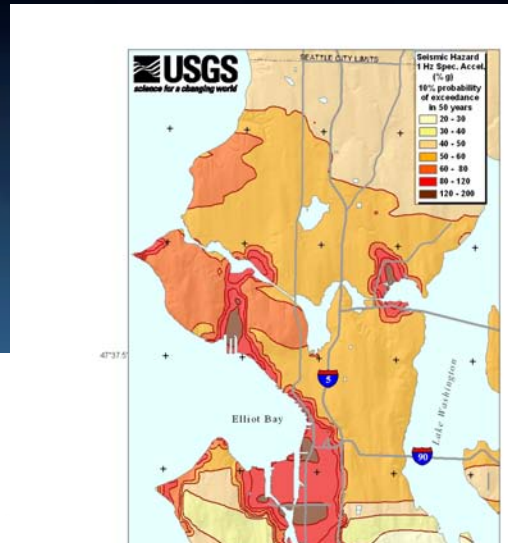 USGS
science for a changing world
SEATTLE CITY LIMITS
Seismic Hazard
1 Hz Spec. Accel.
(% g)
10% probability
of exceedance
in 50 years
20 - 30
30 - 40
40 - 50
50 - 60
60 - 80
80 - 120
120 - 200
47°37.5'
5
Elliot Bay
Lake Washington
90